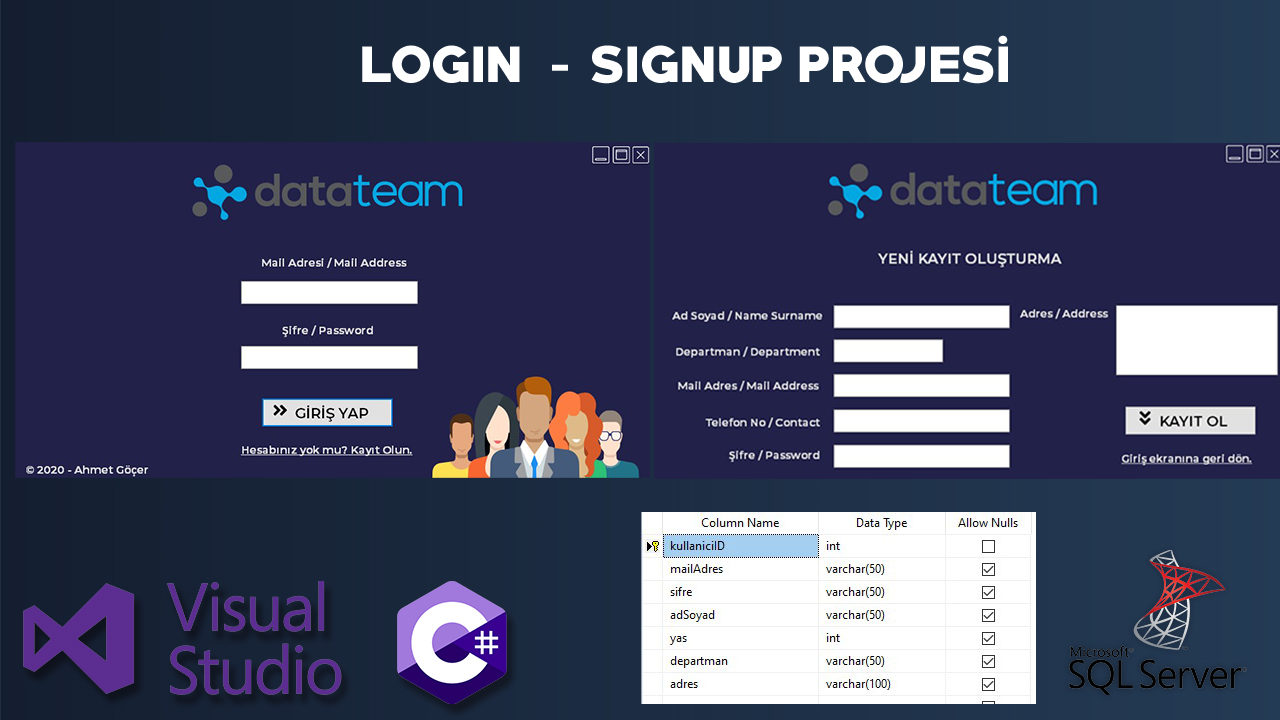 LOGIN - SIGNUP PROJESİ
datateam
Mail Adresi / Mail Address
Şifre / Password
GİRİŞ YAP
Hesabınız yok mu? Kayıt Olun.
© 2020 - Ahmet Göçer
datateam
YENİ KAYIT OLUŞTURMA
Ad Soyad / Name Surname
Adres / Address
Departman / Department
Mail Adres / Mail Address
Telefon No / Contact
KAYIT OL
Şifre / Password
Giriş ekranına geri dön.
Column Name Data Type Allow Nulls
kullaniciID int
mailAdres varchar(50)
sifre varchar(50)
adSoyad varchar(50)
yas int
departman varchar(50)
adres varchar(100)
Visual
Studio
C#
Microsoft®
SQL Server